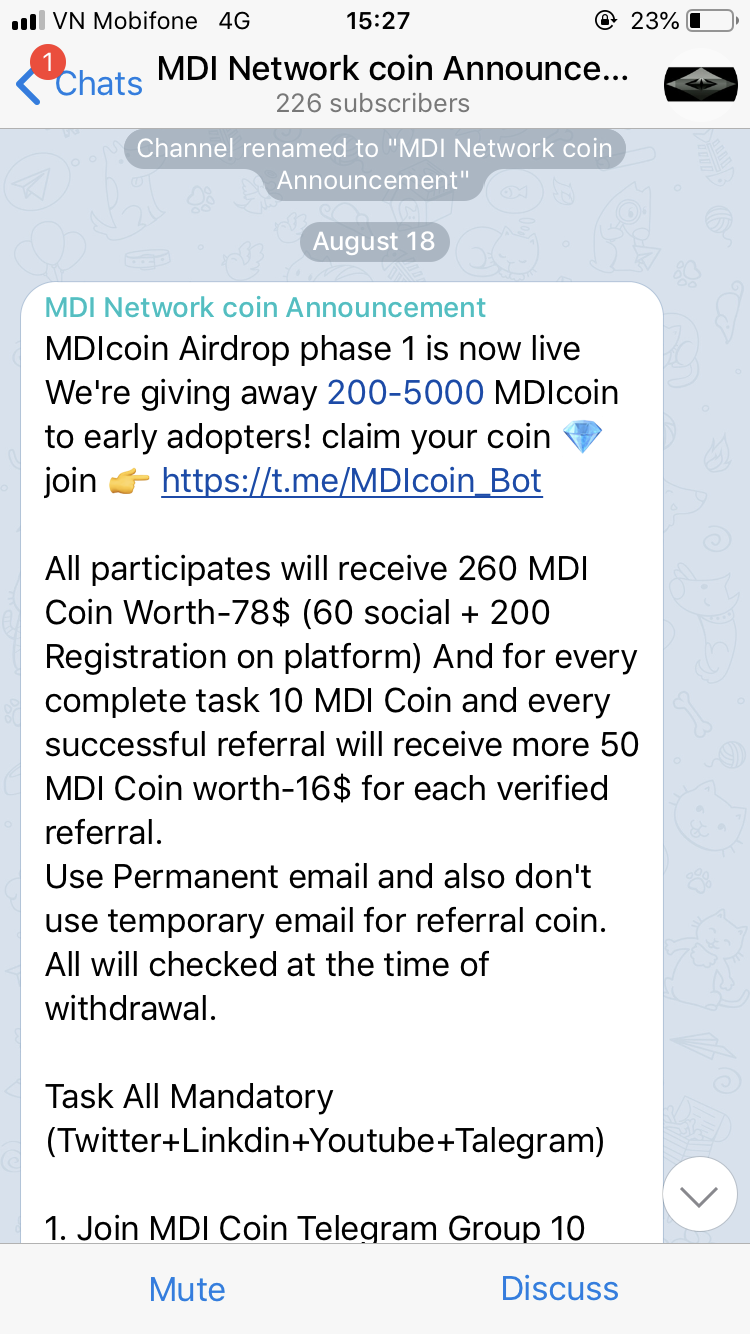 VN Mobifone 4G 15:27 23%
1
Chats MDI Network coin Announce...
226 subscribers
Channel renamed to "MDI Network coin
Announcement"
August 18
MDI Network coin Announcement
MDIcoin Airdrop phase 1 is now live
We're giving away 200-5000 MDIcoin
to early adopters! claim your coin 💎
join 👉 https://t.me/MDIcoin_Bot
All participates will receive 260 MDI
Coin Worth-78$ (60 social + 200
Registration on platform) And for every
complete task 10 MDI Coin and every
successful referral will receive more 50
MDI Coin worth-16$ for each verified
referral.
Use Permanent email and also don't
use temporary email for referral coin.
All will checked at the time of
withdrawal.
Task All Mandatory
(Twitter+Linkdin+Youtube+Talegram)
1. Join MDI Coin Telegram Group 10
Mute Discuss